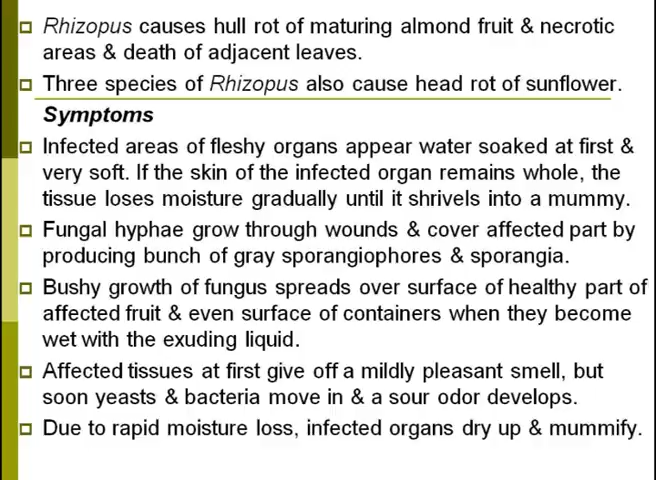 Rhizopus causes hull rot of maturing almond fruit & necrotic
areas & death of adjacent leaves.
Three species of Rhizopus also cause head rot of sunflower.
Symptoms
Infected areas of fleshy organs appear water soaked at first &
very soft. If the skin of the infected organ remains whole, the
tissue loses moisture gradually until it shrivels into a mummy.
Fungal hyphae grow through wounds & cover affected part by
producing bunch of gray sporangiophores & sporangia.
Bushy growth of fungus spreads over surface of healthy part of
affected fruit & even surface of containers when they become
wet with the exuding liquid.
Affected tissues at first give off a mildly pleasant smell, but
soon yeasts & bacteria move in & a sour odor develops.
Due to rapid moisture loss, infected organs dry up & mummify.